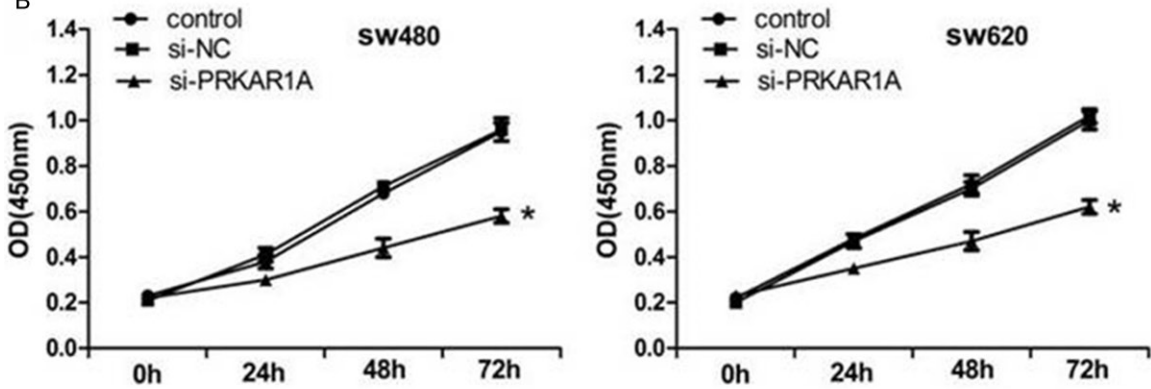 B
control
si-NC
si-PRKAR1A
sw480
OD(450nm)
1.4
1.2
1.0
0.8
0.6
0.4
0.2
0.0
*
0h
24h
48h
72h
control
si-NC
si-PRKAR1A
sw620
OD(450nm)
1.4
1.2
1.0
0.8
0.6
0.4
0.2
0.0
*
0h
24h
48h
72h